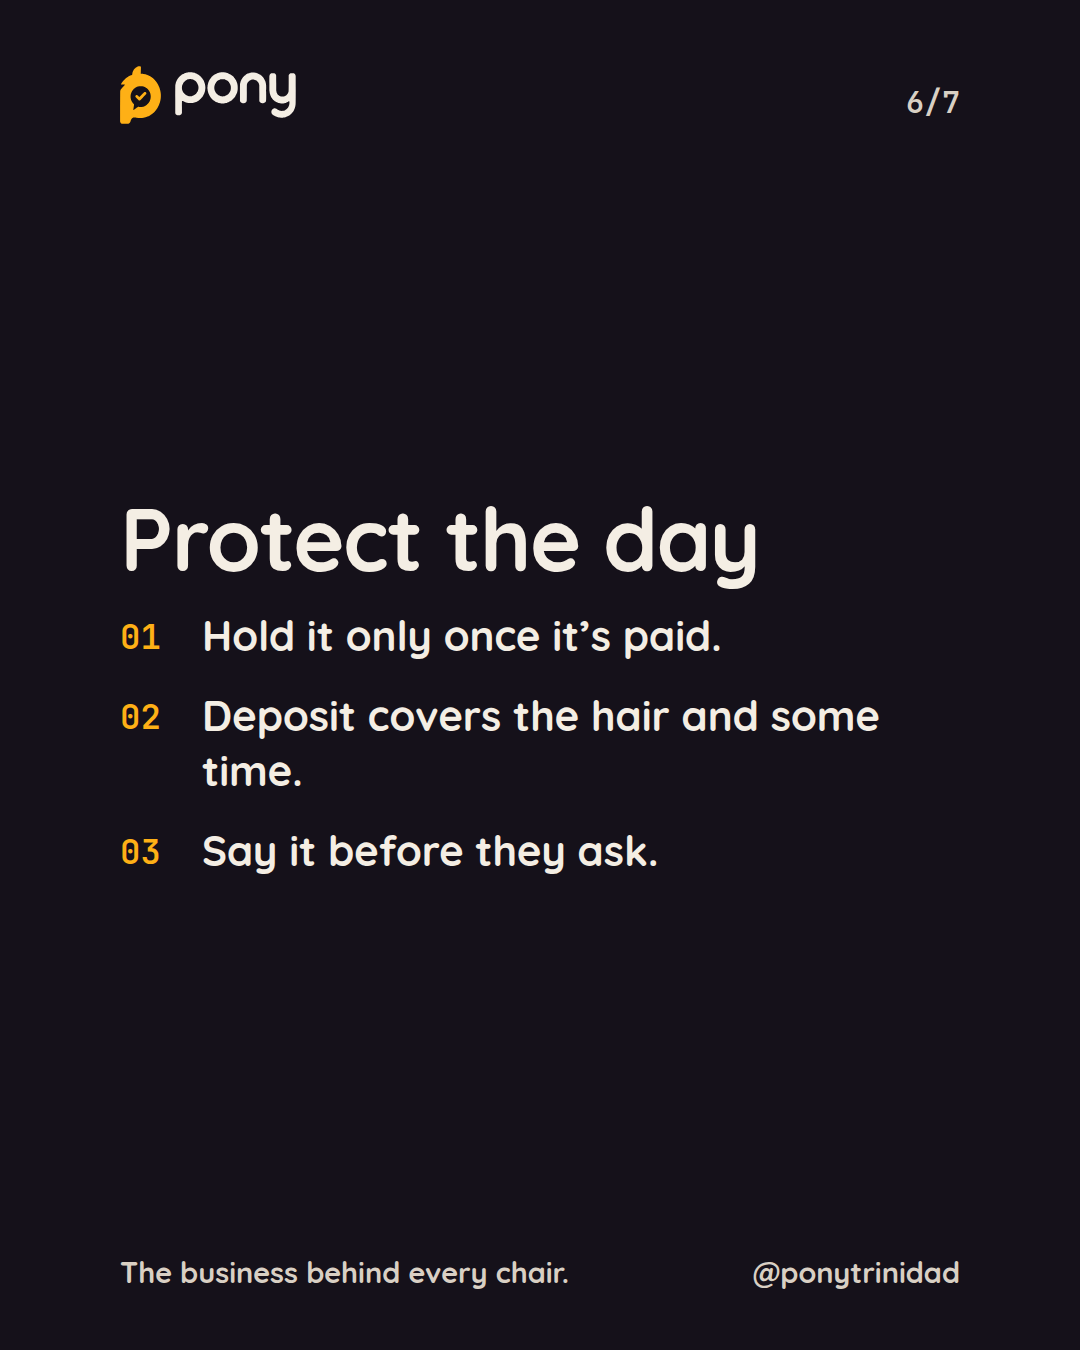 pony
6/7
Protect the day
01 Hold it only once it’s paid.
02 Deposit covers the hair and some
time.
03 Say it before they ask.
The business behind every chair.
@ponytrinidad